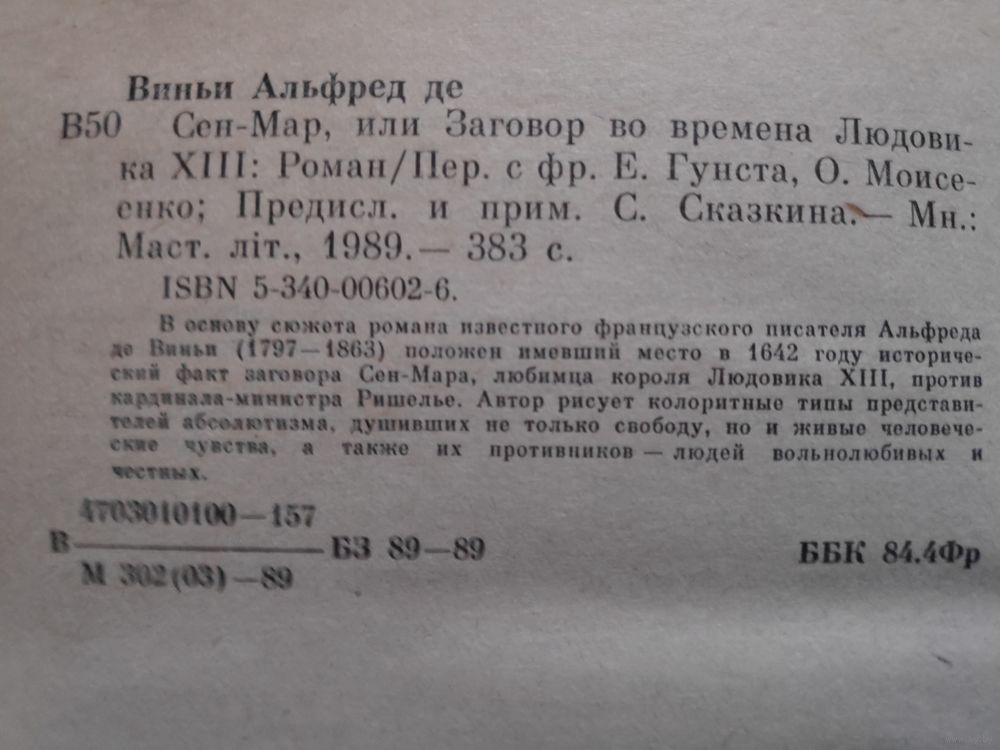 Виньи Альфред де
В50 Сен-Мар, или Заговор во времена Людови-
ка XIII: Роман/Пер. с фр. Е. Гунста, О. Моисе-
енко; Предисл. и прим. С. Сказкина.— Мн.:
Маст. літ., 1989.— 383 с.
ISBN 5-340-00602-6.
В основу сюжета романа известного французского писателя Альфреда
де Виньи (1797—1863) положен имевший место в 1642 году историче-
ский факт заговора Сен-Мара, любимца короля Людовика XIII, против
кардинала-министра Ришелье. Автор рисует колоритные типы представи-
телей абсолютизма, душивших не только свободу, но и живые человече-
ские чувства, а также их противников — людей вольнолюбивых и
честных.
4703010100—157
В ——— БЗ 89—89 ББК 84.4Фр
М 302(03)—89